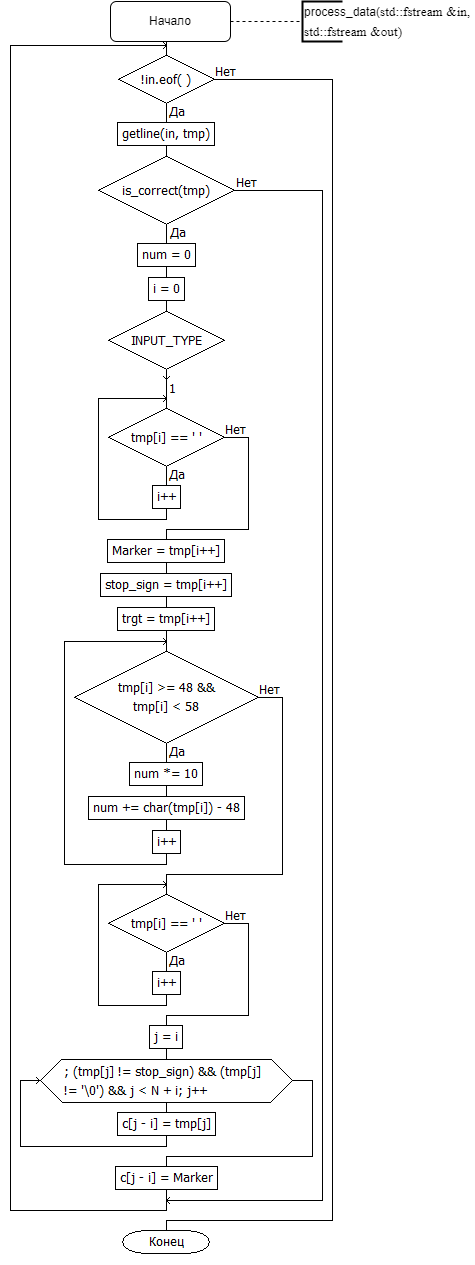 Начало
process_data(std::fstream &in,
std::fstream &out)
!in.eof( )
Нет
Да
getline(in, tmp)
is_correct(tmp)
Нет
Да
num = 0
i = 0
INPUT_TYPE
1
tmp[i] == ' '
Нет
Да
i++
Marker = tmp[i++]
stop_sign = tmp[i++]
trgt = tmp[i++]
tmp[i] >= 48 &&
tmp[i] < 58
Нет
Да
num *= 10
num += char(tmp[i]) - 48
i++
tmp[i] == ' '
Нет
Да
i++
j = i
; (tmp[j] != stop_sign) && (tmp[j]
!= '\0') && j < N + i; j++
c[j - i] = tmp[j]
c[j - i] = Marker
Конец